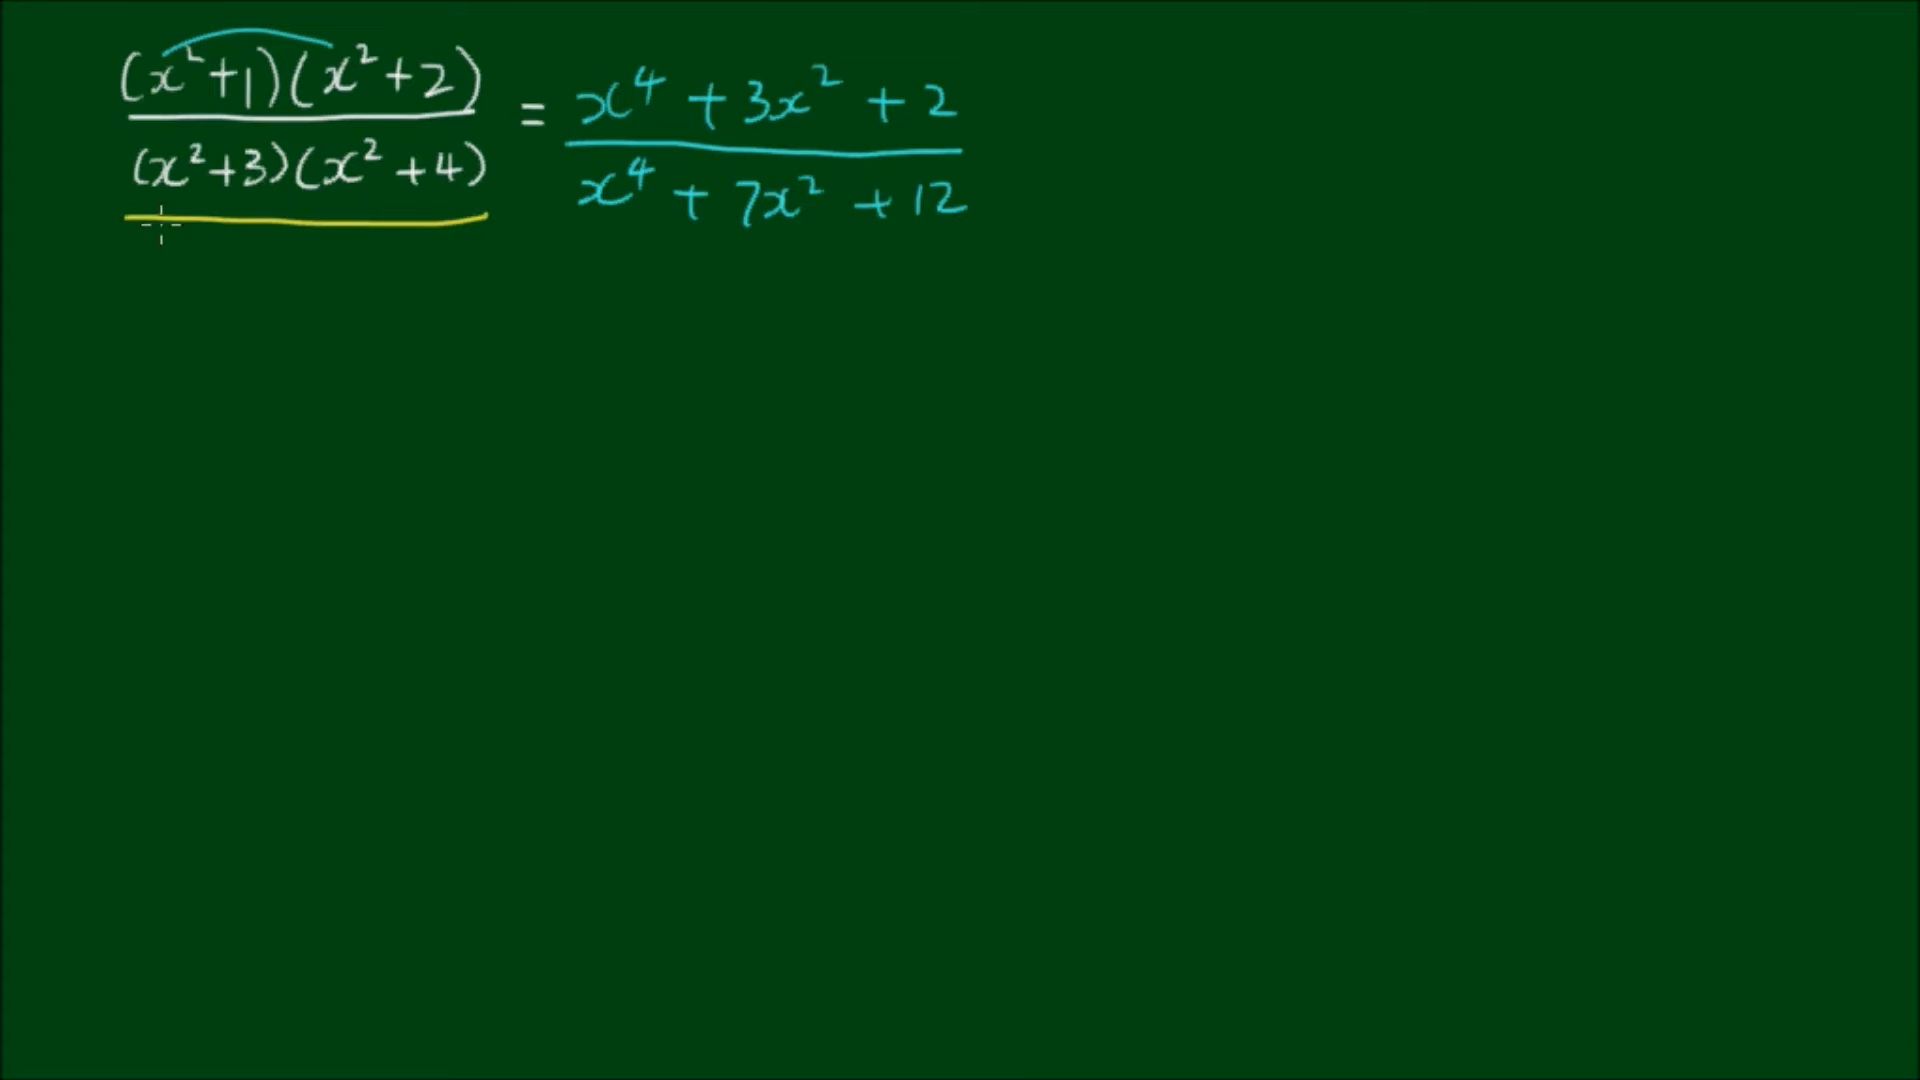 (x²+1)(x²+2) / (x²+3)(x²+4) = x⁴ + 3x² + 2 / x⁴ + 7x² + 12